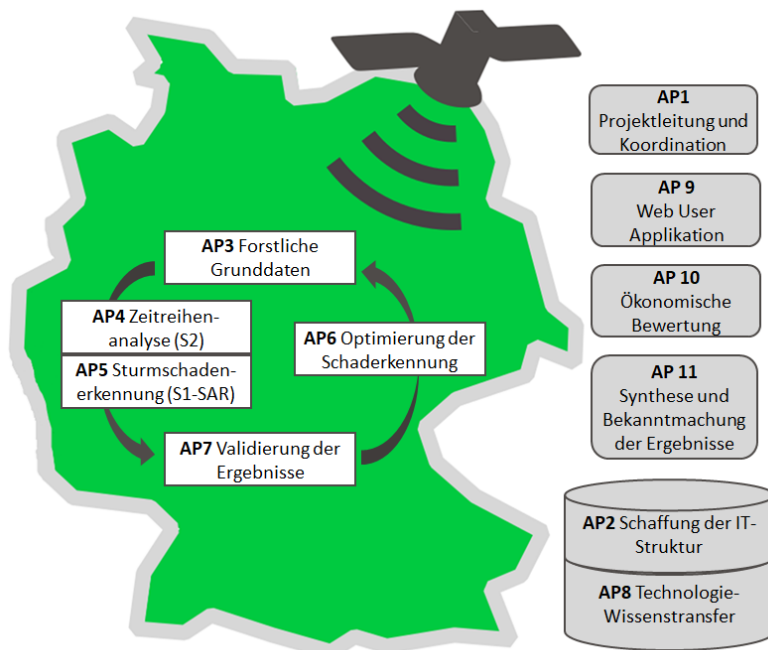 AP1
Projektleitung und
Koordination
AP 9
Web User
Applikation
AP3 Forstliche
Grunddaten
AP 10
Ökonomische
Bewertung
AP4 Zeitreihen-
analyse (S2)
AP6 Optimierung der
Schaderkennung
AP5 Sturmschaden-
erkennung (S1-SAR)
AP 11
Synthese und
Bekanntmachung
der Ergebnisse
AP7 Validierung der
Ergebnisse
AP2 Schaffung der IT-
Struktur
AP8 Technologie-
Wissenstransfer